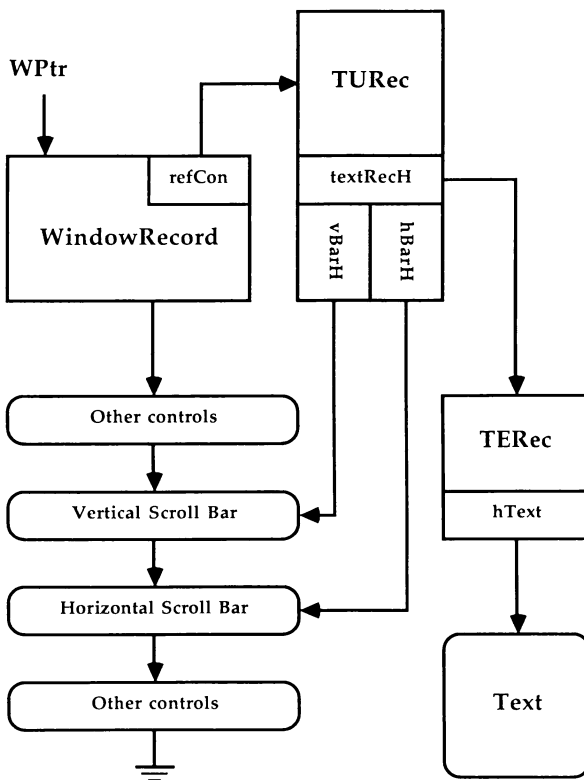 WPtr
TURec
refCon
WindowRecord
textRecH
vBarH
hBarH
Other controls
Vertical Scroll Bar
Horizontal Scroll Bar
Other controls
TERec
hText
Text